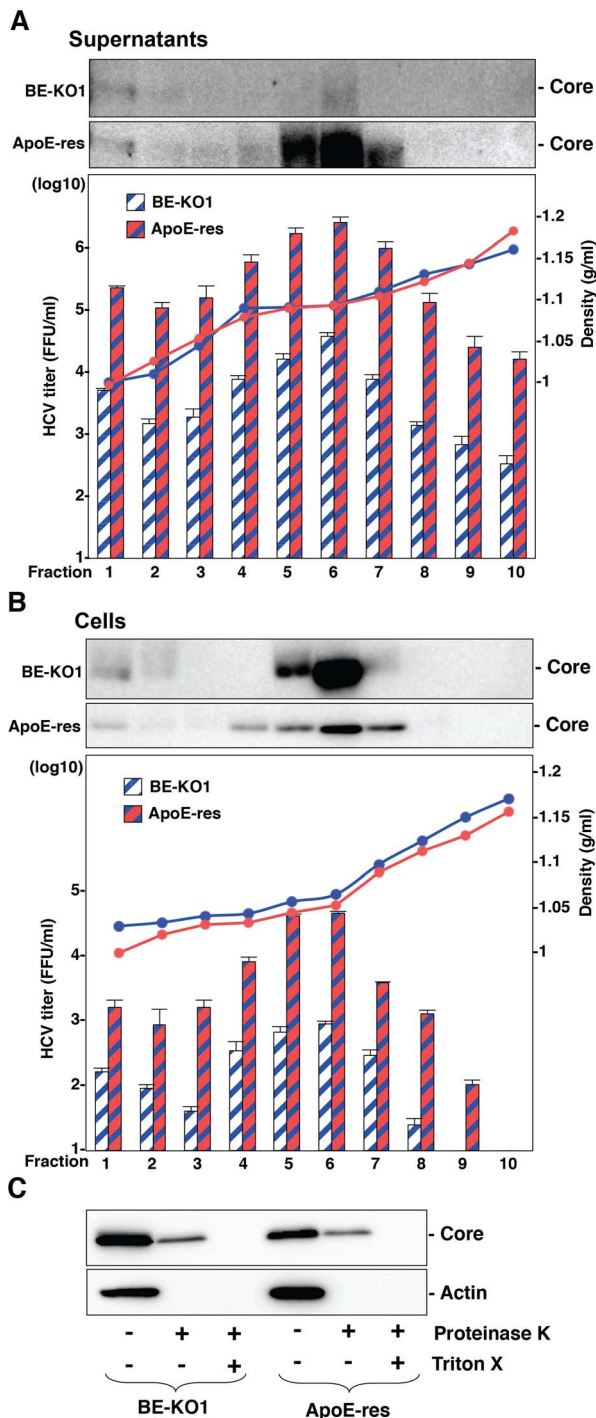 A
Supernatants
BE-KO1 - Core
ApoE-res - Core
(log10)
BE-KO1
ApoE-res
1.2
1.15
1.1
1.05
1
Density (g/ml)
6
5
4
3
2
1
HCV titer (FFU/ml)
Fraction 1 2 3 4 5 6 7 8 9 10
B
Cells
BE-KO1 - Core
ApoE-res - Core
(log10)
BE-KO1
ApoE-res
1.2
1.15
1.1
1.05
1
Density (g/ml)
5
4
3
2
1
HCV titer (FFU/ml)
Fraction 1 2 3 4 5 6 7 8 9 10
C
- Core
- Actin
- + + - + + Proteinase K
- - + - - + Triton X
BE-KO1 ApoE-res